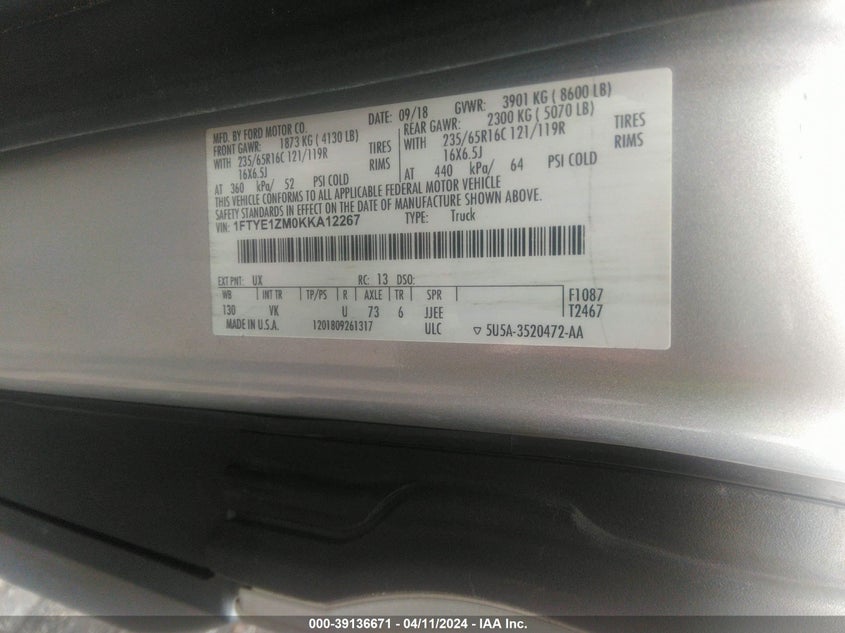 MFD. BY FORD MOTOR CO. DATE: 09/18 GVWR: 3901 KG ( 8600 LB)
FRONT GAWR: 1873 KG ( 4130 LB) REAR GAWR: 2300 KG ( 5070 LB)
WITH 235/65R16C 121/119R TIRES WITH 235/65R16C 121/119R TIRES
16X6.5J RIMS 16X6.5J RIMS
AT 360 kPa/ 52 PSI COLD AT 440 kPa/ 64 PSI COLD
THIS VEHICLE CONFORMS TO ALL APPLICABLE FEDERAL MOTOR VEHICLE
SAFETY STANDARDS IN EFFECT ON THE DATE OF MANUFACTURE SHOWN ABOVE.
VIN: 1FTYE1ZM0KKA12267 TYPE: Truck
EXT PNT: UX RC: 13 DSO:
WB INT TR TP/PS R AXLE TR SPR F1087
130 VK U 73 6 JJEE T2467
MADE IN U.S.A. 1201809261317 ULC ▽ 5U5A-3520472-AA
000-39136671 - 04/11/2024 - IAA Inc.